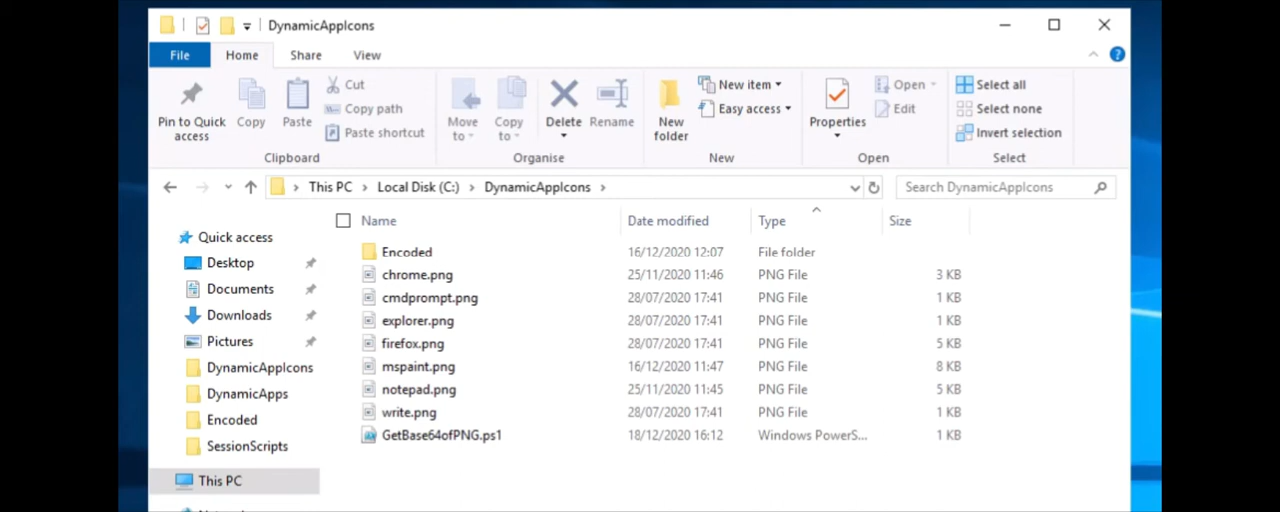 DynamicAppIcons
File Home Share View
Pin to Quick access
Copy
Paste
Cut
Copy path
Paste shortcut
Clipboard
Move to
Copy to
Delete
Rename
Organise
New folder
New item
Easy access
New
Properties
Open
Edit
Open
Select all
Select none
Invert selection
Select
This PC Local Disk (C:) DynamicAppIcons
Search DynamicAppIcons
Quick access
Desktop
Documents
Downloads
Pictures
DynamicAppIcons
DynamicApps
Encoded
SessionScripts
This PC
Name Date modified Type Size
Encoded 16/12/2020 12:07 File folder
chrome.png 25/11/2020 11:46 PNG File 3 KB
cmdprompt.png 28/07/2020 17:41 PNG File 1 KB
explorer.png 28/07/2020 17:41 PNG File 1 KB
firefox.png 28/07/2020 17:41 PNG File 5 KB
mspaint.png 16/12/2020 11:47 PNG File 8 KB
notepad.png 25/11/2020 11:45 PNG File 5 KB
write.png 28/07/2020 17:41 PNG File 1 KB
GetBase64ofPNG.ps1 18/12/2020 16:12 Windows PowerS... 1 KB